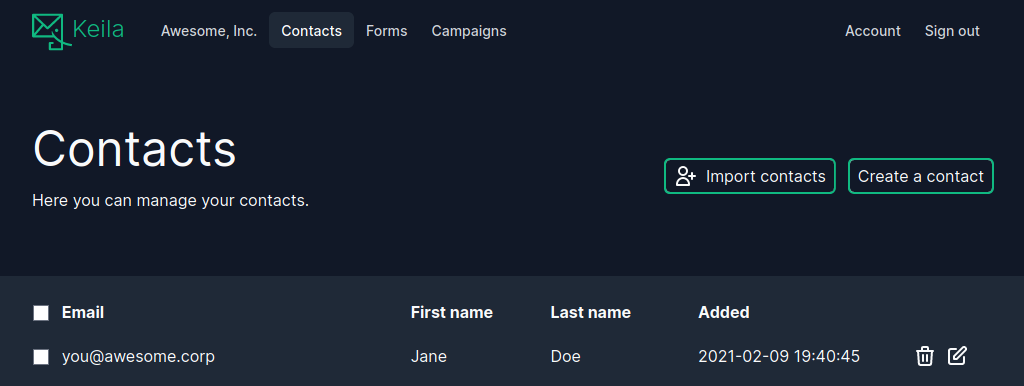 Keila Awesome, Inc. Contacts Forms Campaigns Account Sign out
Contacts
Import contacts Create a contact
Here you can manage your contacts.
Email First name Last name Added
you@awesome.corp Jane Doe 2021-02-09 19:40:45